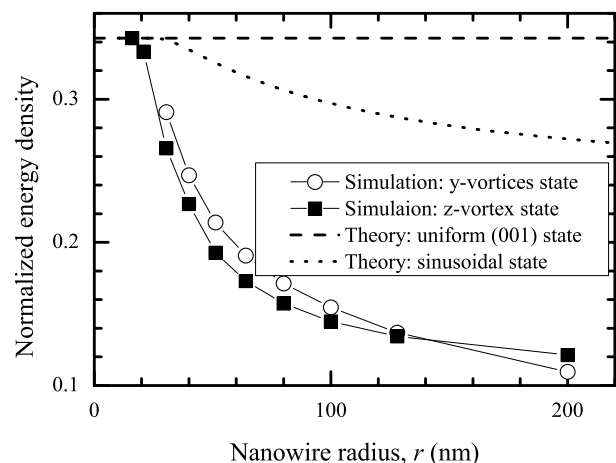 0.3
0.2
0.1
Normalized energy density
Simulation: y-vortices state
Simulaion: z-vortex state
Theory: uniform (001) state
Theory: sinusoidal state
0
100
200
Nanowire radius, r (nm)